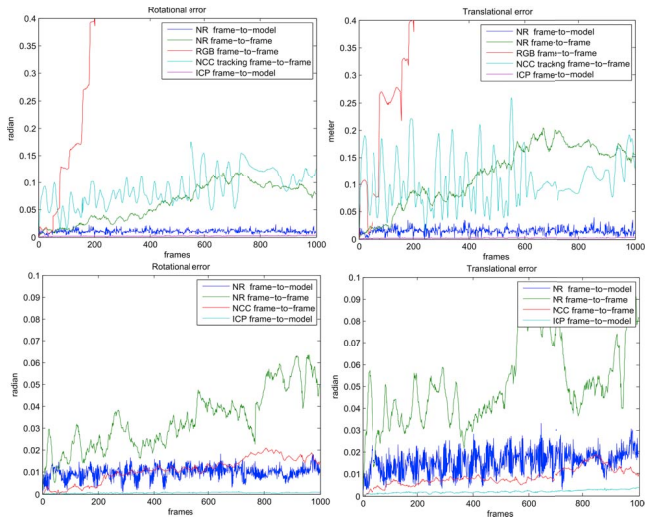 Rotational error
NR frame-to-model
NR frame-to-frame
RGB frame-to-frame
NCC tracking frame-to-frame
ICP frame-to-model
radian
0.4
0.35
0.3
0.25
0.2
0.15
0.1
0.05
0
0 200 400 600 800 1000
frames
Translational error
NR frame-to-model
NR frame-to-frame
RGB frame-to-frame
NCC tracking frame-to-frame
ICP frame-to-model
meter
0.4
0.35
0.3
0.25
0.2
0.15
0.1
0.05
0
0 200 400 600 800 1000
frames
Rotational error
NR frame-to-model
NR frame-to-frame
NCC frame-to-frame
ICP frame-to-model
radian
0.1
0.09
0.08
0.07
0.06
0.05
0.04
0.03
0.02
0.01
0
0 200 400 600 800 1000
frames
Translational error
NR frame-to-model
NR frame-to-frame
NCC frame-to-frame
ICP frame-to-model
radian
0.1
0.09
0.08
0.07
0.06
0.05
0.04
0.03
0.02
0.01
0
0 200 400 600 800 1000
frames